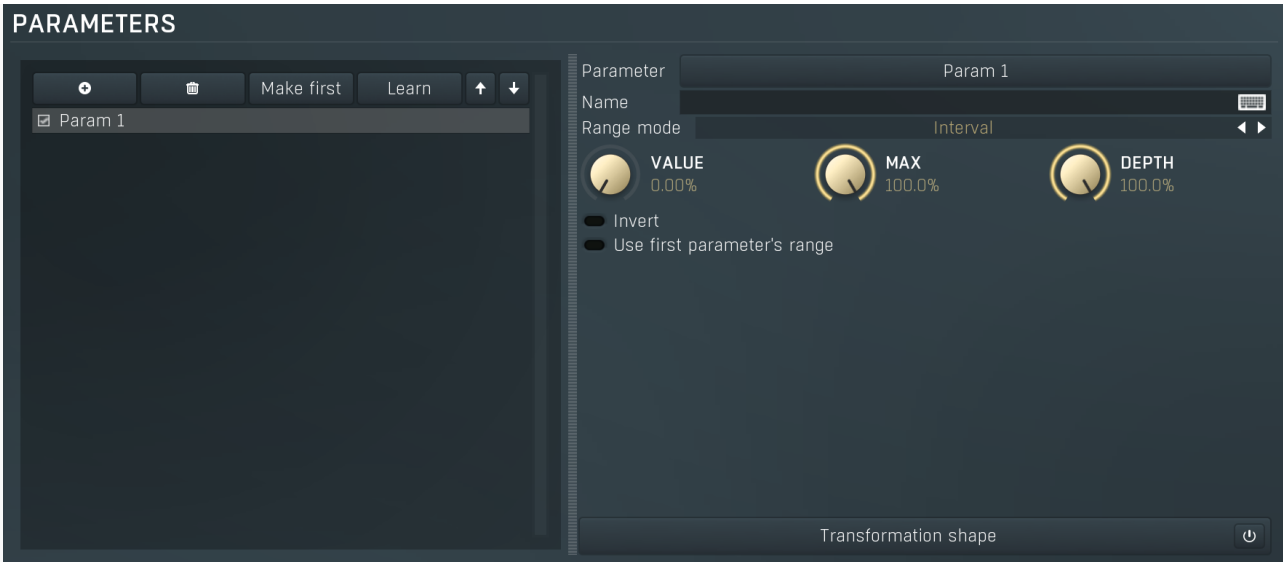 PARAMETERS
Make first Learn
Param 1
Parameter Param 1
Name
Range mode Interval
VALUE MAX DEPTH
0.00% 100.0% 100.0%
Invert
Use first parameter's range
Transformation shape